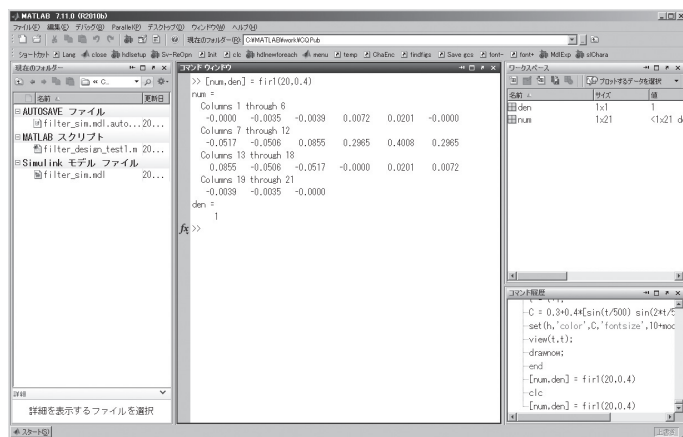 MATLAB 7.11.0 (R2010b)
ファイル(F) 編集(E) デバッグ(B) Parallel(P) デスクトップ(D) ウィンドウ(W) ヘルプ(H)
現在のフォルダー(R): C:¥MATLAB¥work¥CQPub
ショートカット Lang close hdlsetup Sv-ReOpn Init clc hdlnewforeach menu temp ChaEnc findfigs Save gcs font- font+ MdlExp slChara
現在のフォルダー
« C..
名前 更新日
AUTOSAVE ファイル
filter_sim.mdl.auto... 20...
MATLAB スクリプト
filter_design_test1.m 20...
Simulink モデル ファイル
filter_sim.mdl 20...
詳細
詳細を表示するファイルを選択
コマンド ウィンドウ
>> [num,den] = fir1(20,0.4)
num =
Columns 1 through 6
-0.0000 -0.0035 -0.0039 0.0072 0.0201 -0.0000
Columns 7 through 12
-0.0517 -0.0506 0.0855 0.2965 0.4008 0.2965
Columns 13 through 18
0.0855 -0.0506 -0.0517 -0.0000 0.0201 0.0072
Columns 19 through 21
-0.0039 -0.0035 -0.0000
den =
1
fx >>
ワークスペース
プロットするデータを選択
名前 サイズ 値
den 1x1 1
num 1x21 <1x21 d
コマンド履歴
C = 0.3+0.4*[sin(t/500) sin(2*t/5
set(h,'color',C,'fontsize',10+mod
view(t,t);
drawnow;
end
[num,den] = fir1(20,0.4)
clc
[num,den] = fir1(20,0.4)
スタート(S)
上書き